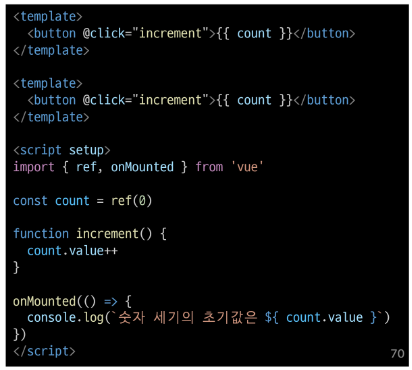 <template>
  <button @click="increment">{{ count }}</button>
</template>

<template>
  <button @click="increment">{{ count }}</button>
</template>

<script setup>
import { ref, onMounted } from 'vue'

const count = ref(0)

function increment() {
  count.value++
}

onMounted(() => {
  console.log(`숫자 세기의 초기값은 ${ count.value }`)
})
</script>
70